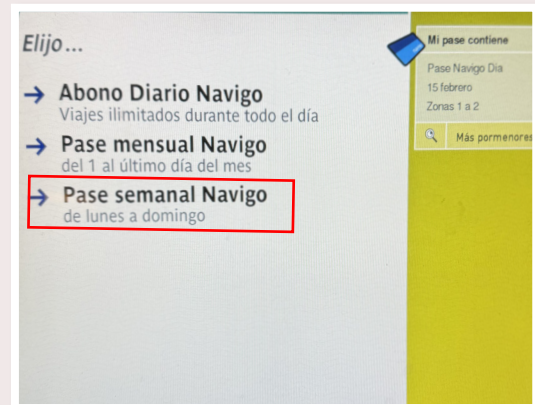 Elijo...
→ Abono Diario Navigo
Viajes ilimitados durante todo el día
→ Pase mensual Navigo
del 1 al último día del mes
→ Pase semanal Navigo
de lunes a domingo
Mi pase contiene
Pase Navigo Dia
15 febrero
Zonas 1 a 2
Más pormenores